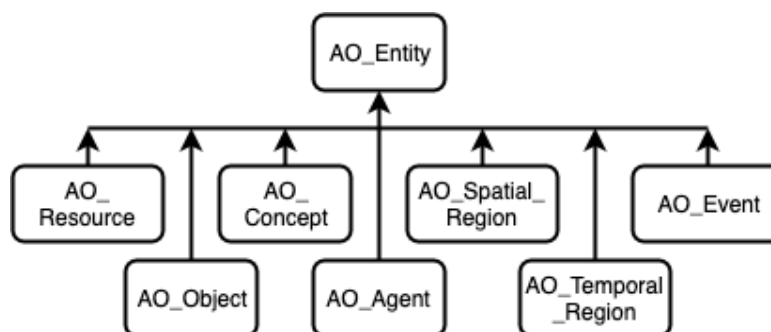 AO_Entity
AO_
Resource
AO_
Concept
AO_Spatial_
Region
AO_Event
AO_Object
AO_Agent
AO_Temporal
_Region